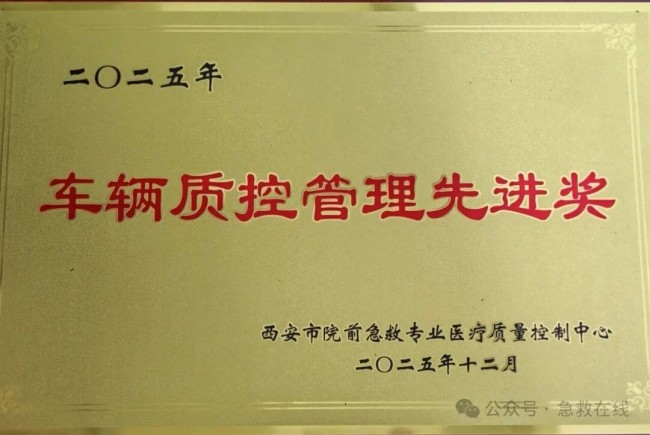 二〇二五年
车辆质控管理先进奖
西安市院前急救专业医疗质量控制中心
二〇二五年十二月
公众号·急救在线